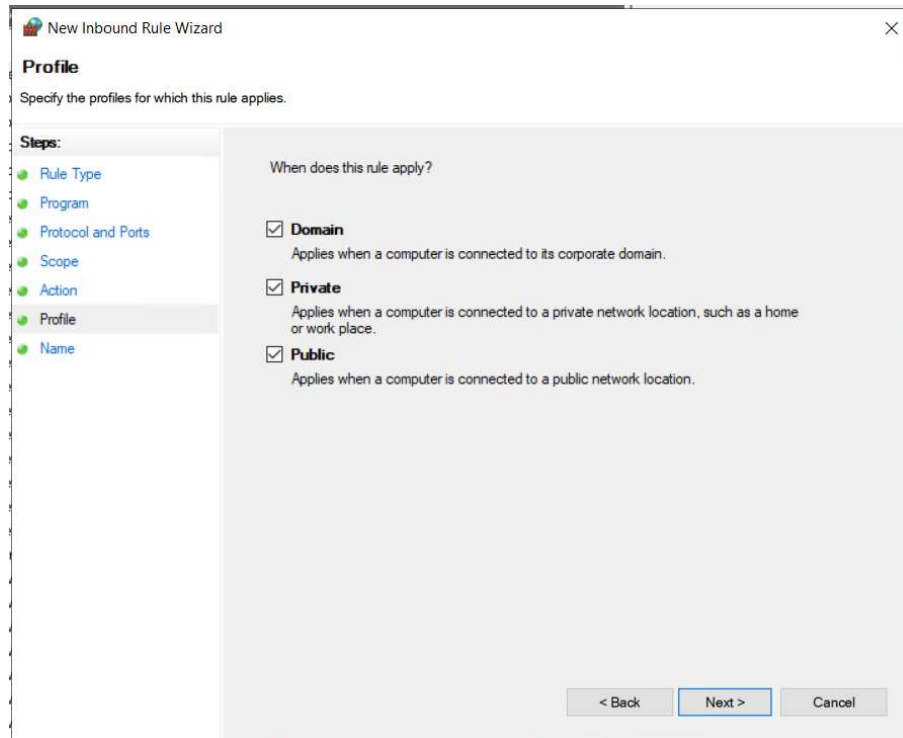 New Inbound Rule Wizard
Profile
Specify the profiles for which this rule applies.
Steps:
Rule Type
Program
Protocol and Ports
Scope
Action
Profile
Name
When does this rule apply?
Domain
Applies when a computer is connected to its corporate domain.
Private
Applies when a computer is connected to a private network location, such as a home
or work place.
Public
Applies when a computer is connected to a public network location.
< Back
Next >
Cancel